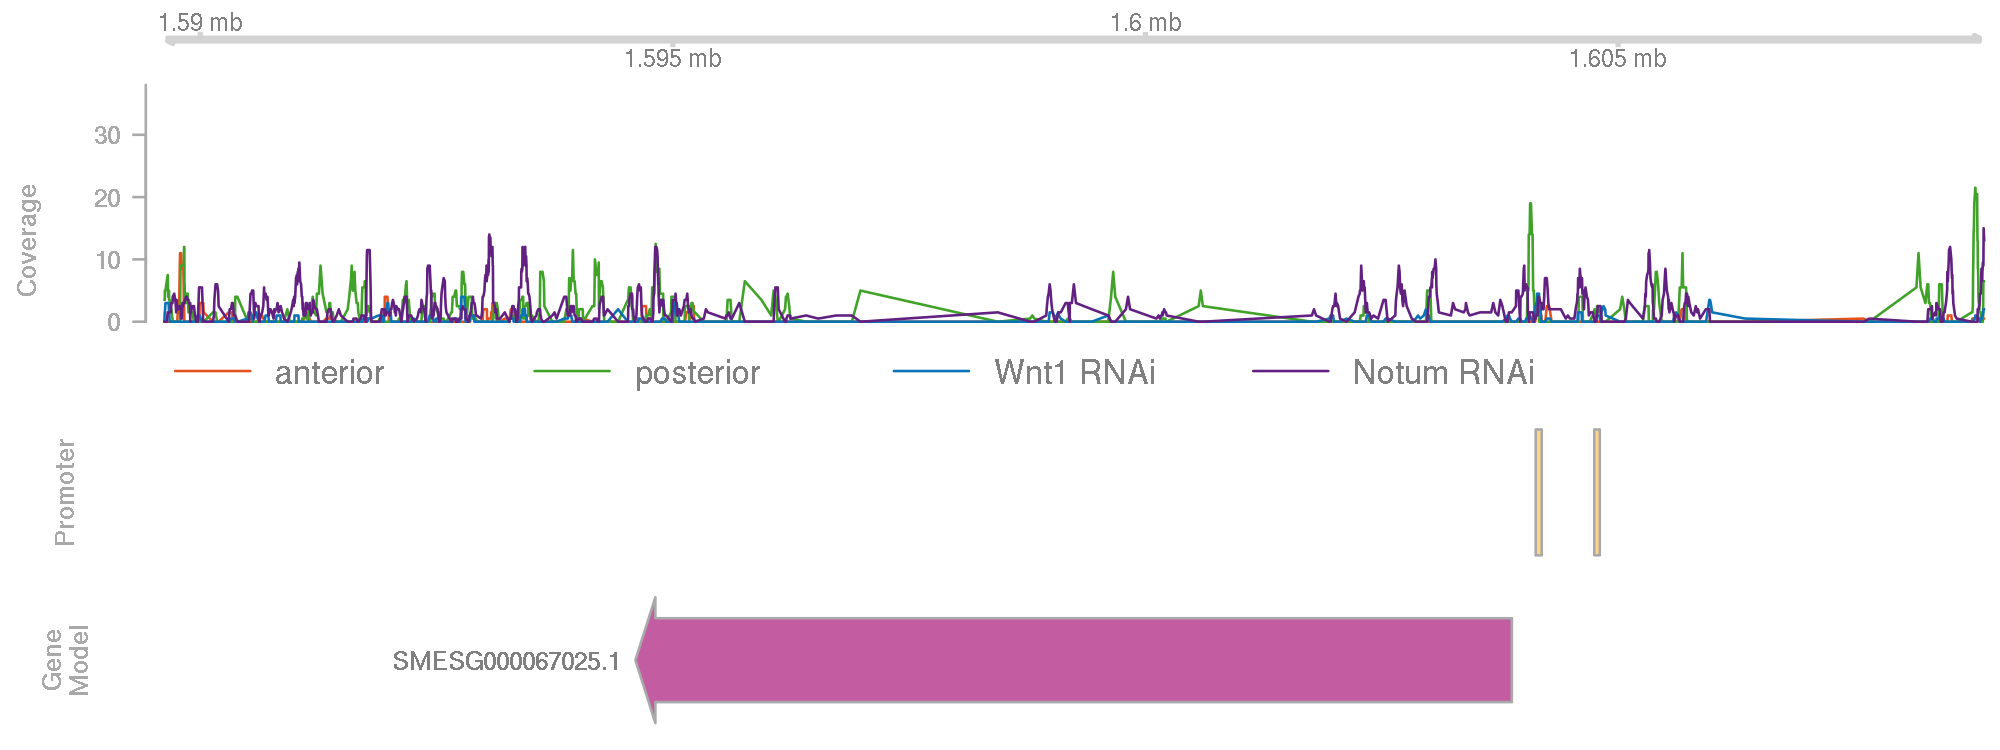 1.59 mb
1.6 mb
1.595 mb
1.605 mb
Coverage
30
20
10
0
anterior
posterior
Wnt1 RNAi
Notum RNAi
Promoter
Gene
Model
SMESG000067025.1